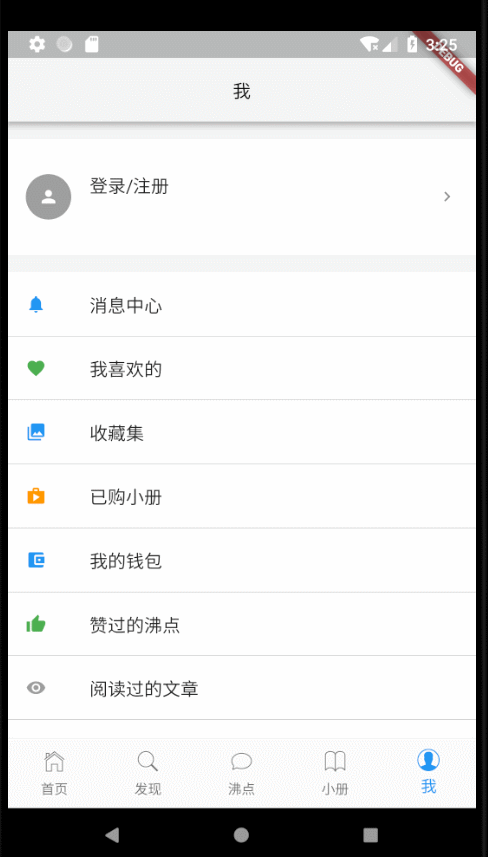 3:25
DEBUG
我
登录/注册
消息中心
我喜欢的
收藏集
已购小册
我的钱包
赞过的沸点
阅读过的文章
首页
发现
沸点
小册
我